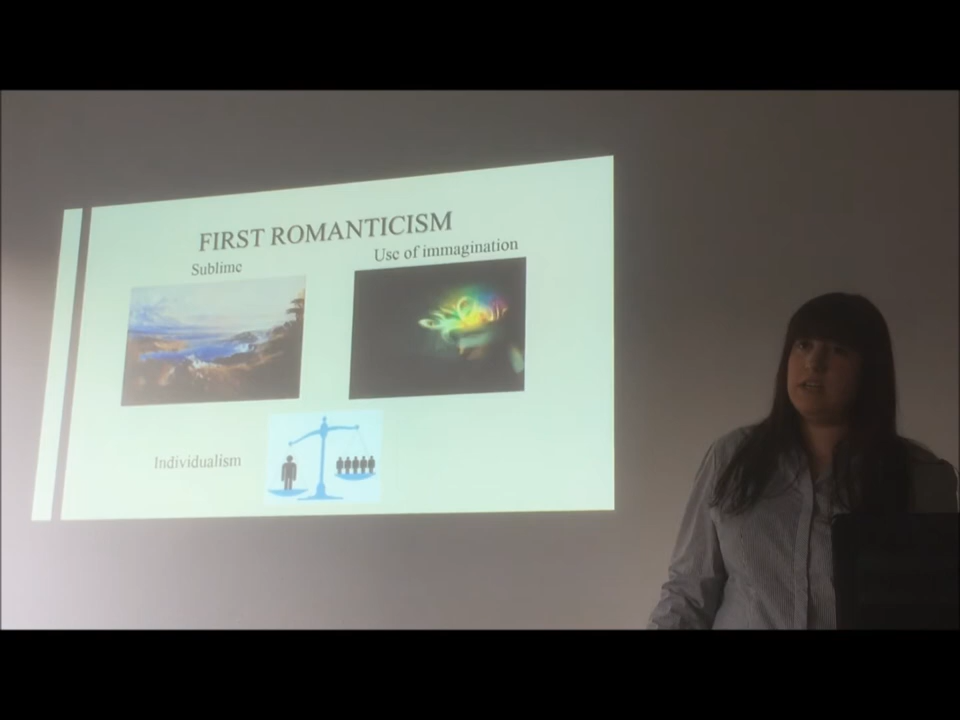 FIRST ROMANTICISM
Sublime
Use of immagination
Individualism